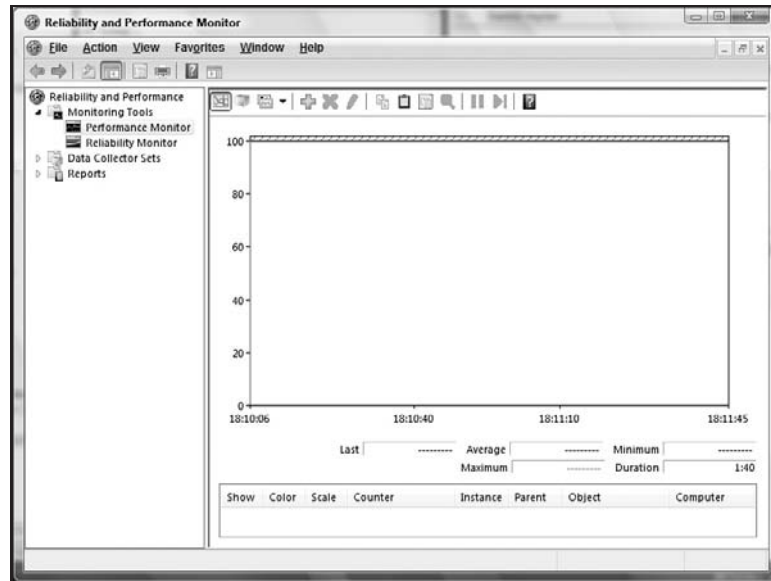 Reliability and Performance Monitor
File Action View Favorites Window Help
Reliability and Performance
Monitoring Tools
Performance Monitor
Reliability Monitor
Data Collector Sets
Reports
100
80
60
40
20
0
18:10:06 18:10:40 18:11:10 18:11:45
Last --------- Average --------- Minimum ---------
Maximum --------- Duration 1:40
Show Color Scale Counter Instance Parent Object Computer